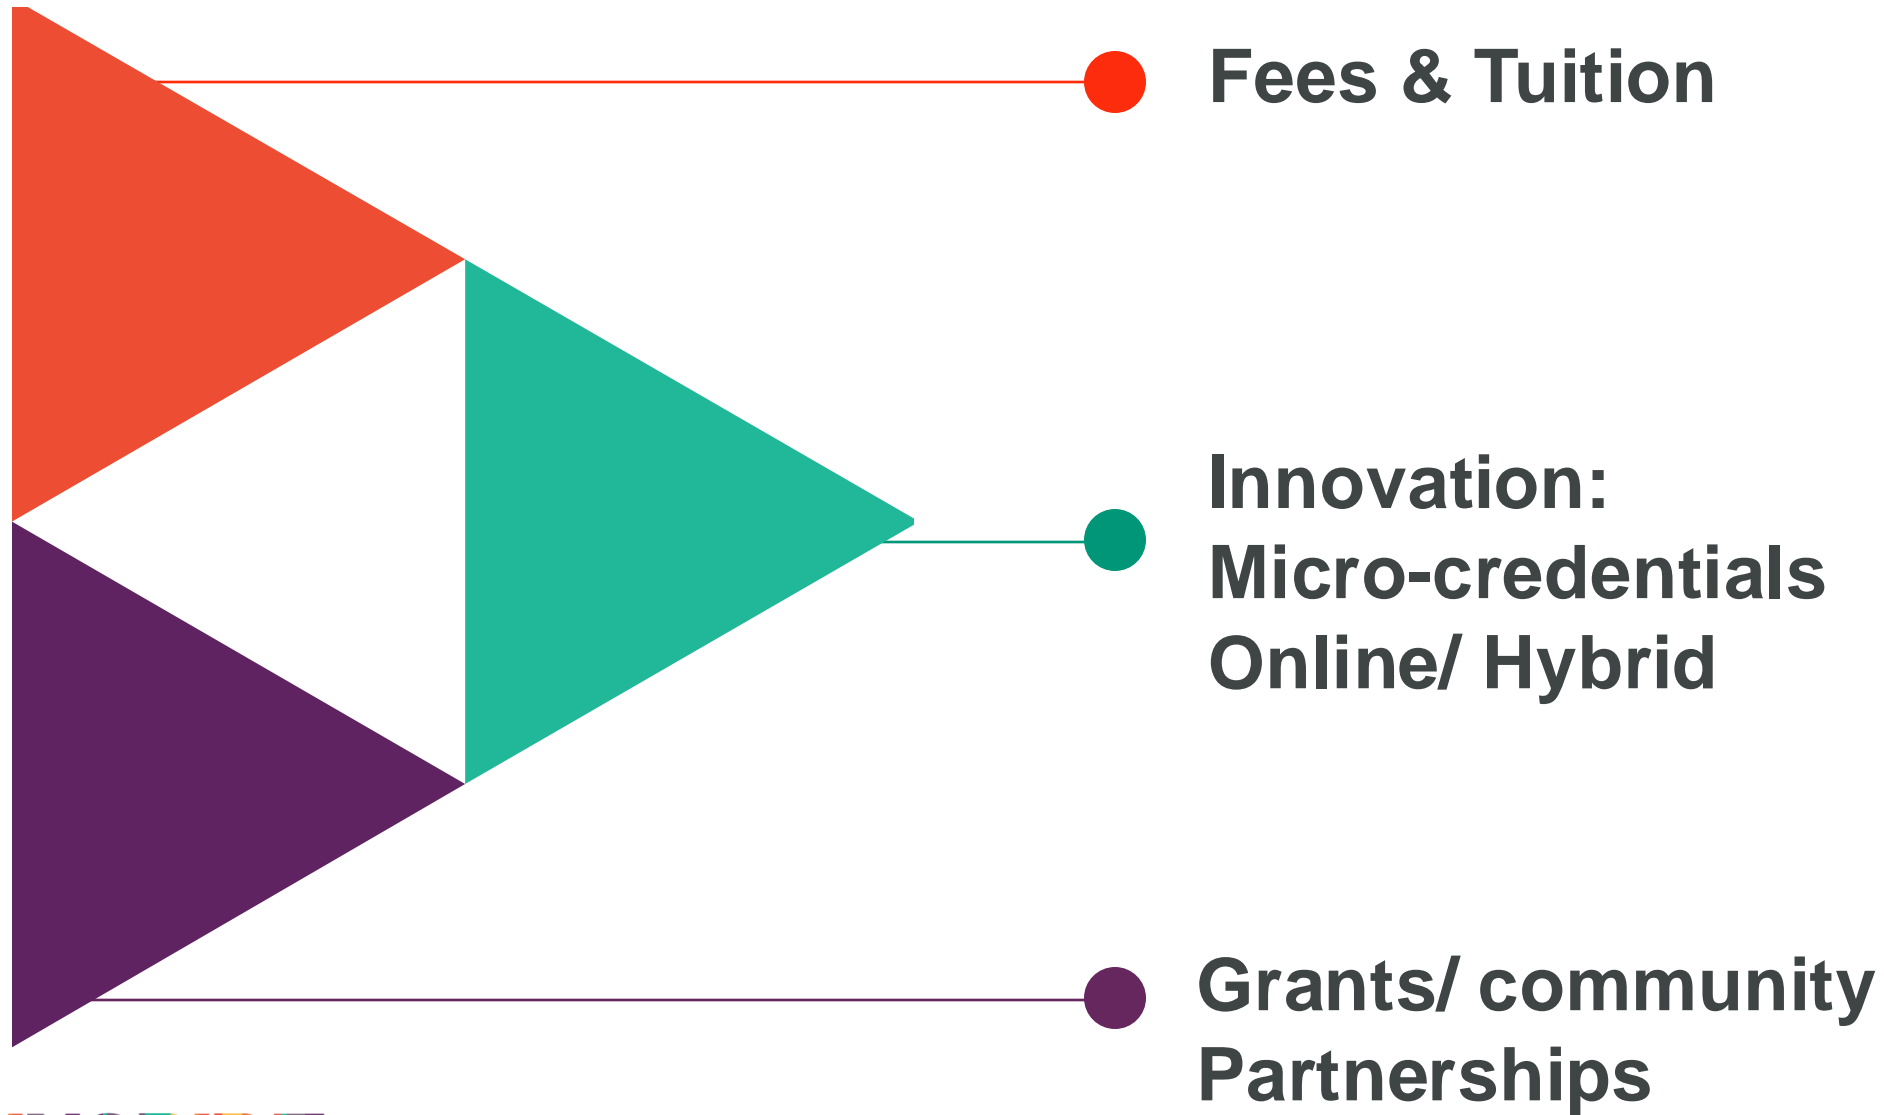 Fees & Tuition
Innovation:
Micro-credentials
Online/ Hybrid
Grants/ community
Partnerships